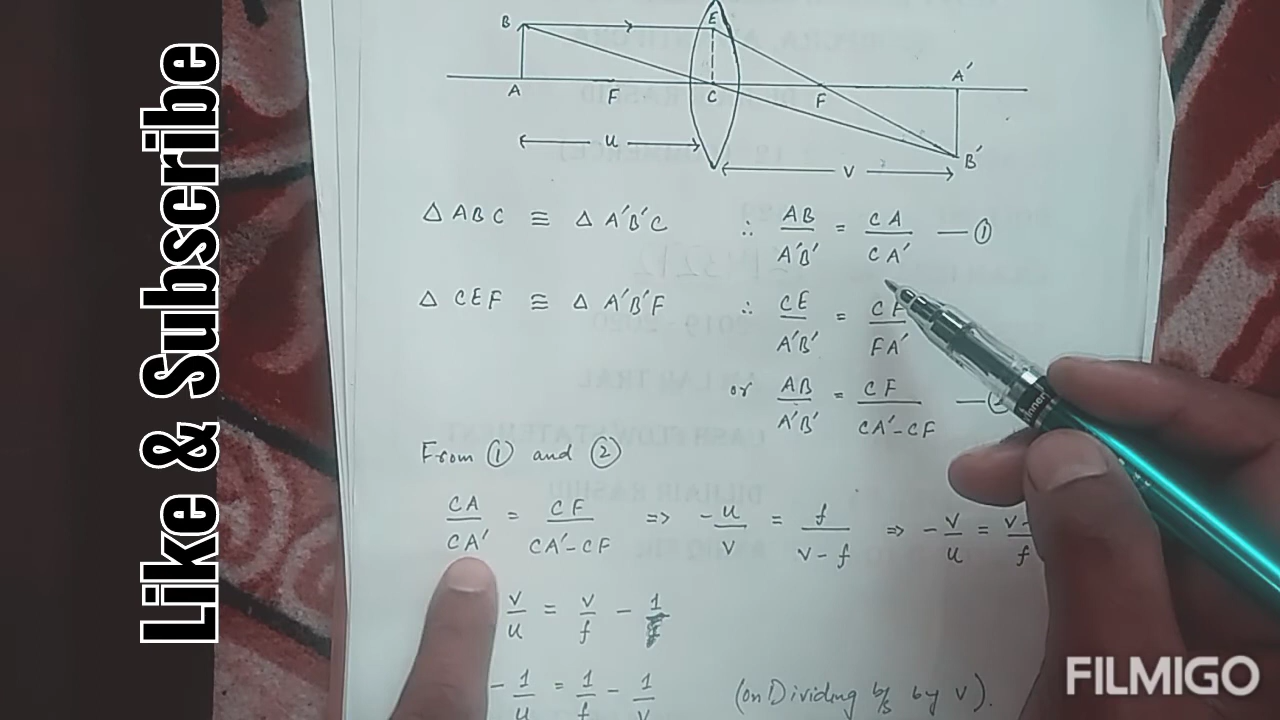 Like & Subscribe
B E A'
A F C F
u
B'
v
△ ABC ≅ △ A'B'C ∴ AB/A'B' = CA/CA' — ①
△ CEF ≅ △ A'B'F ∴ CE/A'B' = CF/FA'
or AB/A'B' = CF/CA'-CF —
From ① and ②
CA/CA' = CF/CA'-CF => -u/v = f/v-f => -v/u = v-/f
v/u = v/f - 1
-1/u = 1/f - 1/v (on Dividing b/s by v).
FILMIGO